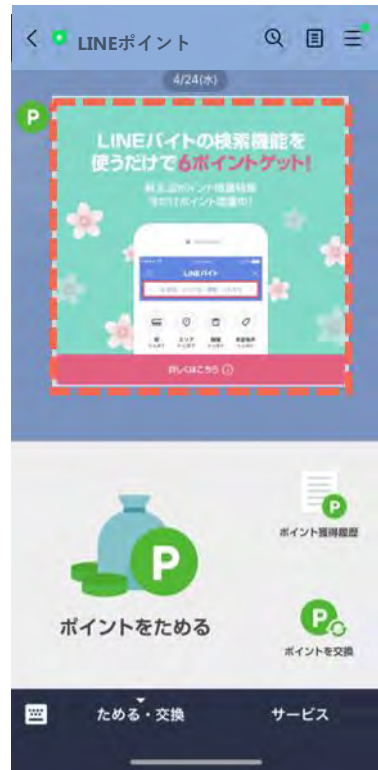 LINEポイント
4/24(水)
P
LINEバイトの検索機能を
使うだけで6ポイントゲット!
LINEバイト
駅
エリア
詳しくはこちら
P
P
ポイント獲得履歴
ポイントをためる
P
ポイントを交換
ためる・交換
サービス